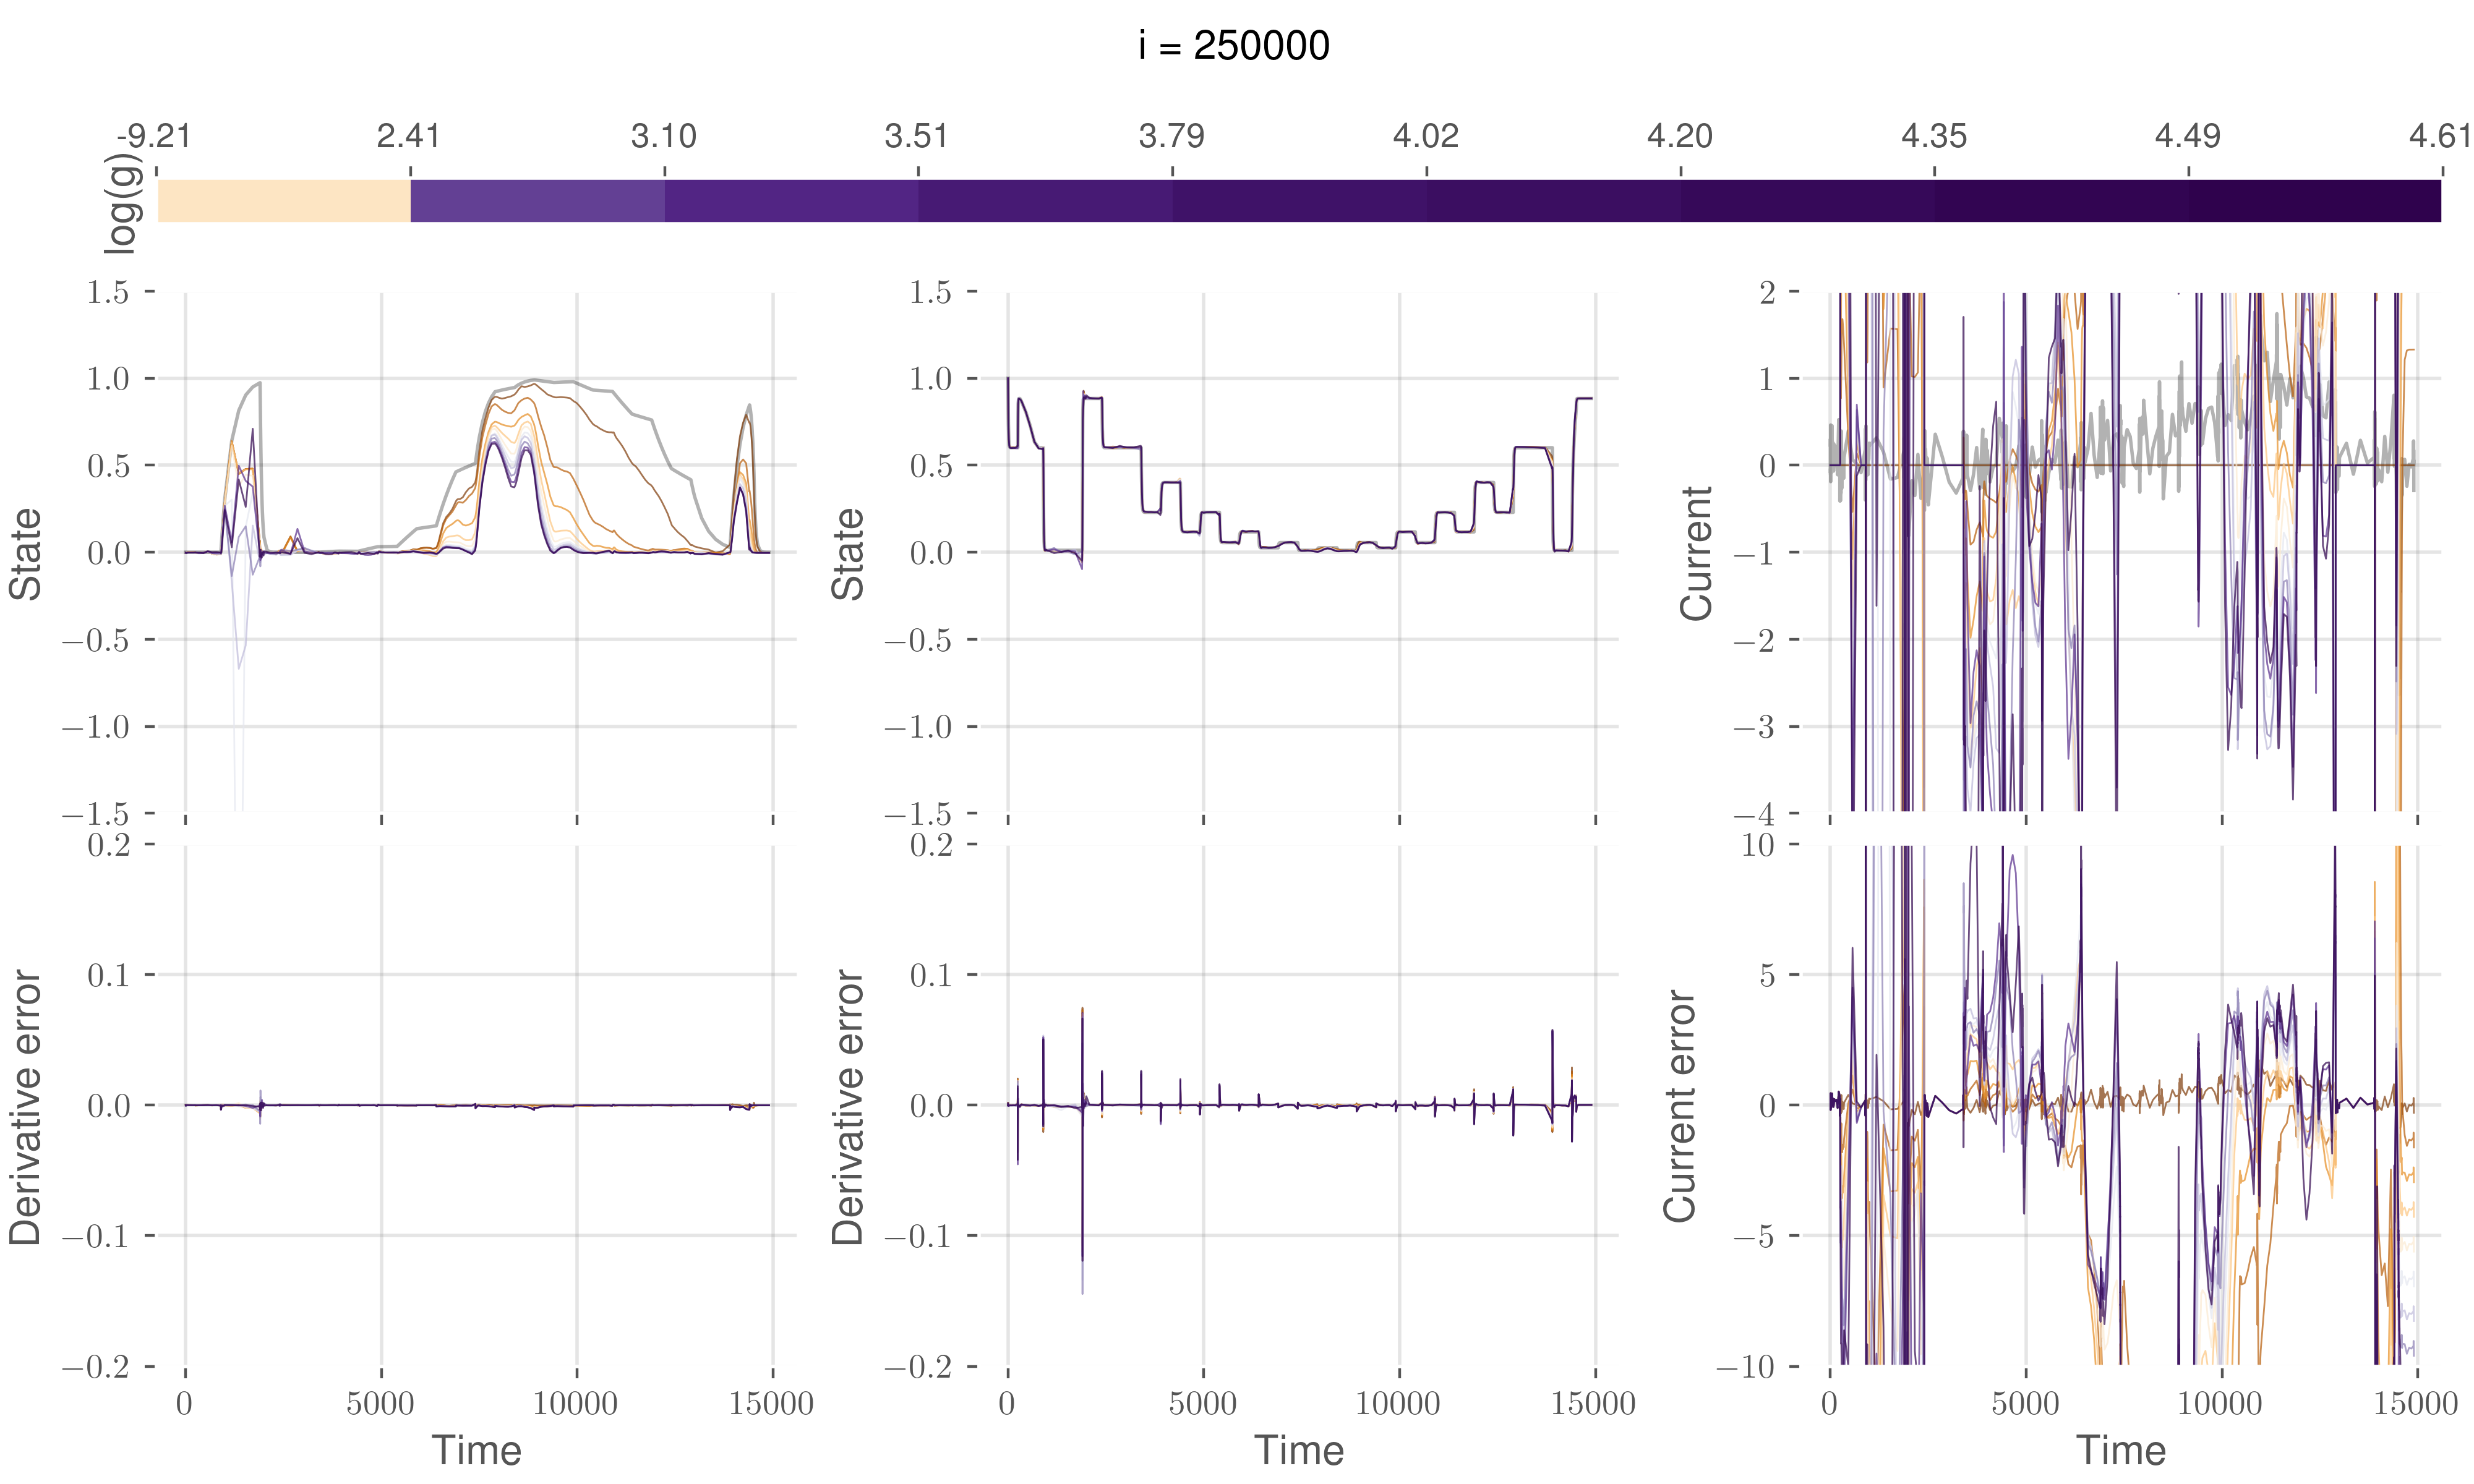 i = 250000
-9.21 2.41 3.10 3.51 3.79 4.02 4.20 4.35 4.49 4.61
log(g)
1.5 1.0 0.5 0.0 −0.5 −1.0 −1.5
State
1.5 1.0 0.5 0.0 −0.5 −1.0 −1.5
State
2 1 0 −1 −2 −3 −4
Current
0.2 0.1 0.0 −0.1 −0.2
Derivative error
0 5000 10000 15000
Time
0.2 0.1 0.0 −0.1 −0.2
Derivative error
0 5000 10000 15000
Time
10 5 0 −5 −10
Current error
0 5000 10000 15000
Time